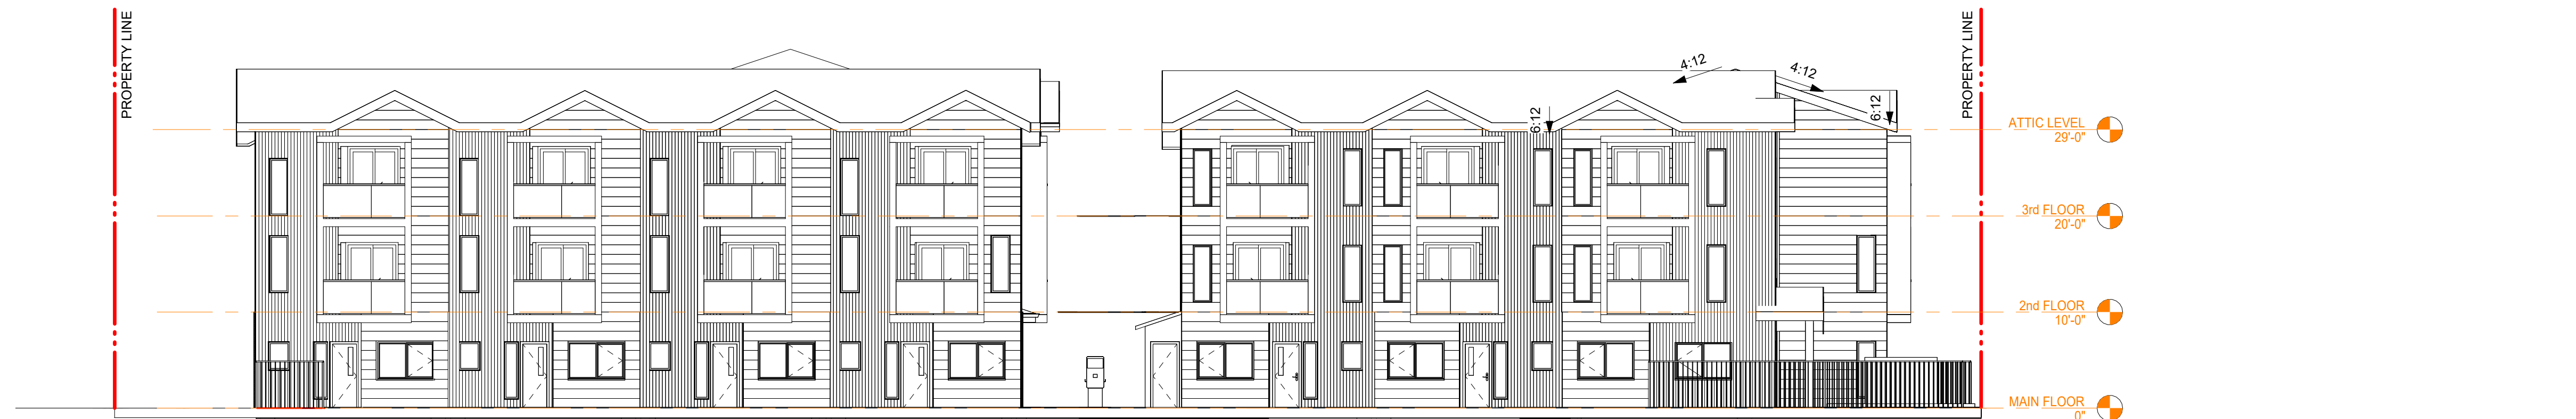 PROPERTY LINE
4:12
4:12
6:12
6:12
PROPERTY LINE
ATTIC LEVEL
29'-0"
3rd FLOOR
20'-0"
2nd FLOOR
10'-0"
MAIN FLOOR
0"